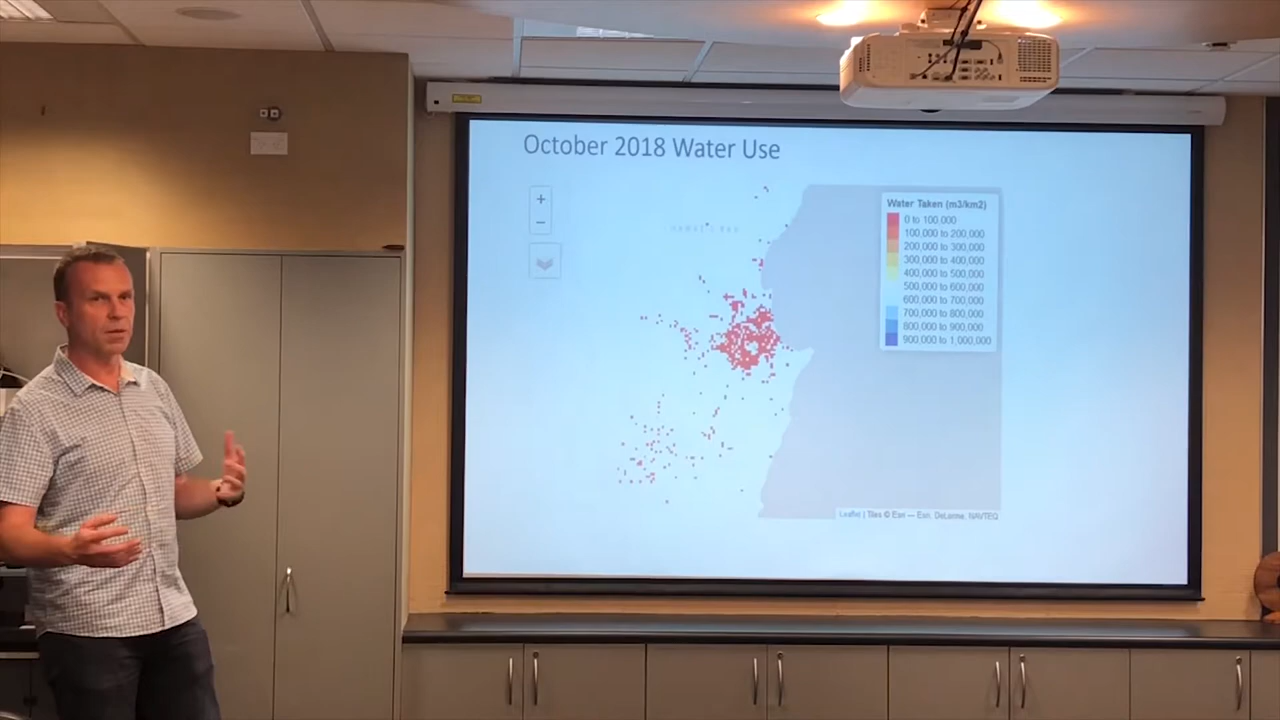 October 2018 Water Use
+
−
Water Taken (m3/km2)
0 to 100,000
100,000 to 200,000
200,000 to 300,000
300,000 to 400,000
400,000 to 500,000
500,000 to 600,000
600,000 to 700,000
700,000 to 800,000
800,000 to 900,000
900,000 to 1,000,000
Leaflet | Tiles © Esri — Esri, DeLorme, NAVTEQ